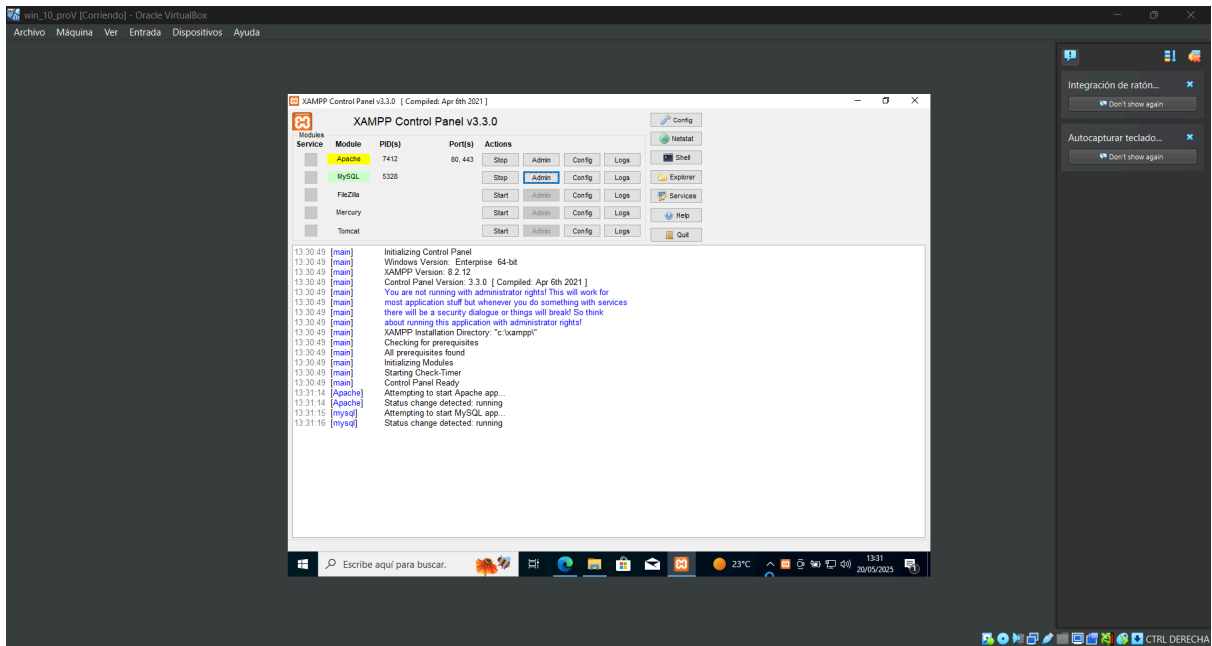 win_10_proV [Corriendo] - Oracle VirtualBox
Archivo Máquina Ver Entrada Dispositivos Ayuda
Integración de ratón...
Don't show again
Autocapturar teclado...
Don't show again
XAMPP Control Panel v3.3.0 [ Compiled: Apr 6th 2021 ]
XAMPP Control Panel v3.3.0
Config
Modules
Service Module PID(s) Port(s) Actions
Netstat
Apache 7412 80, 443 Stop Admin Config Logs Shell
MySQL 5328 Stop Admin Config Logs Explorer
FileZilla Start Admin Config Logs Services
Mercury Start Admin Config Logs Help
Tomcat Start Admin Config Logs Quit
13:30:49 [main] Initializing Control Panel
13:30:49 [main] Windows Version: Enterprise 64-bit
13:30:49 [main] XAMPP Version: 8.2.12
13:30:49 [main] Control Panel Version: 3.3.0 [ Compiled: Apr 6th 2021 ]
13:30:49 [main] You are not running with administrator rights! This will work for
13:30:49 [main] most application stuff but whenever you do something with services
13:30:49 [main] there will be a security dialogue or things will break! So think
13:30:49 [main] about running this application with administrator rights!
13:30:49 [main] XAMPP Installation Directory: "c:\xampp\"
13:30:49 [main] Checking for prerequisites
13:30:49 [main] All prerequisites found
13:30:49 [main] Initializing Modules
13:30:49 [main] Starting Check-Timer
13:30:49 [main] Control Panel Ready
13:31:14 [Apache] Attempting to start Apache app...
13:31:14 [Apache] Status change detected: running
13:31:15 [mysql] Attempting to start MySQL app...
13:31:16 [mysql] Status change detected: running
Escribe aquí para buscar.
23°C
13:31
20/05/2025
1
CTRL DERECHA